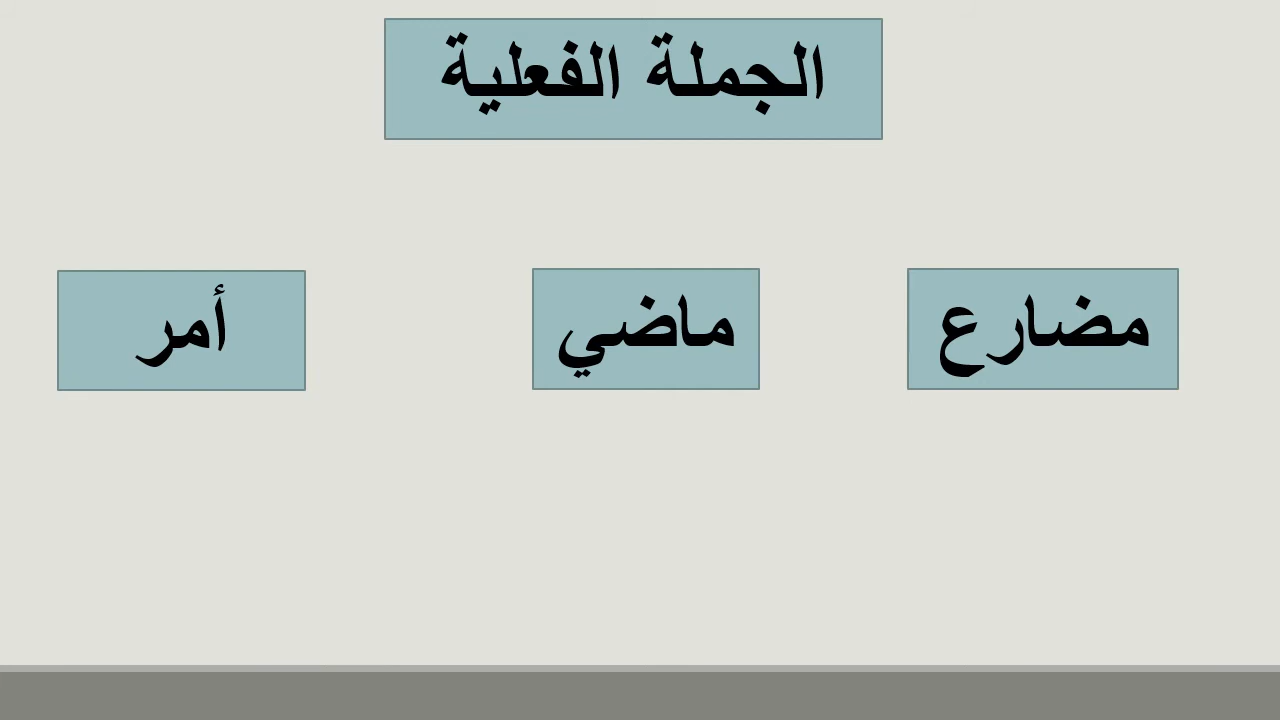 الجملة الفعلية
مضارع
ماضي
أمر